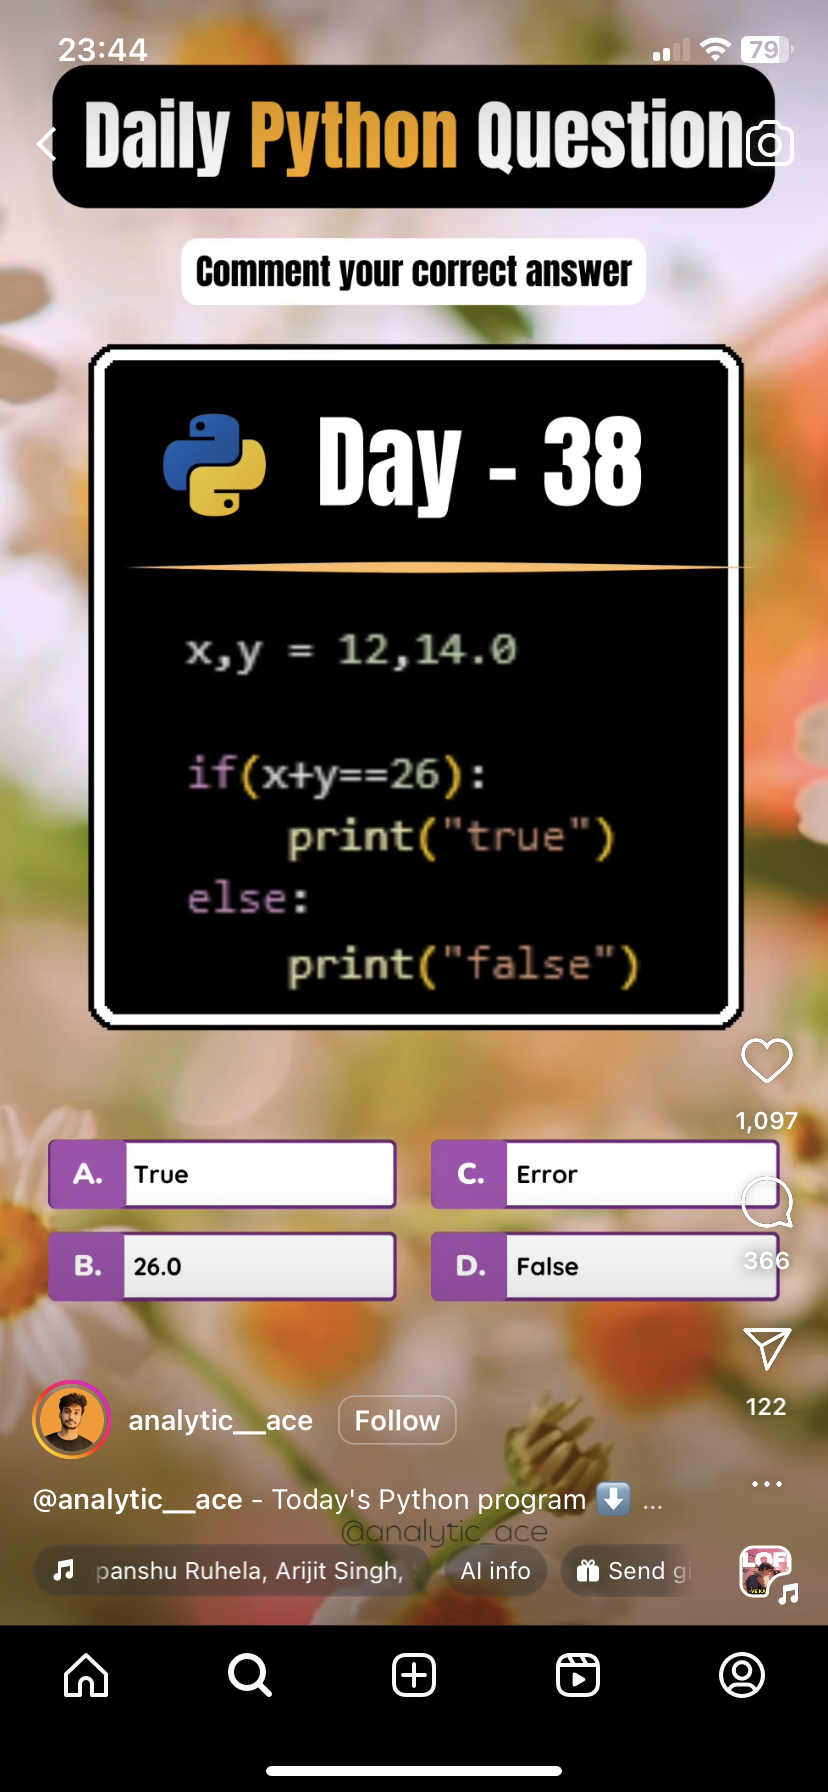 23:44
79
Daily Python Question
Comment your correct answer
Day - 38
x,y = 12,14.0
if(x+y==26):
print("true")
else:
print("false")
1,097
A. True
C. Error
366
B. 26.0
D. False
122
analytic__ace
Follow
@analytic__ace - Today's Python program ⬇️ ...
@analytic_ace
panshu Ruhela, Arijit Singh,
AI info
Send gi
LOFI